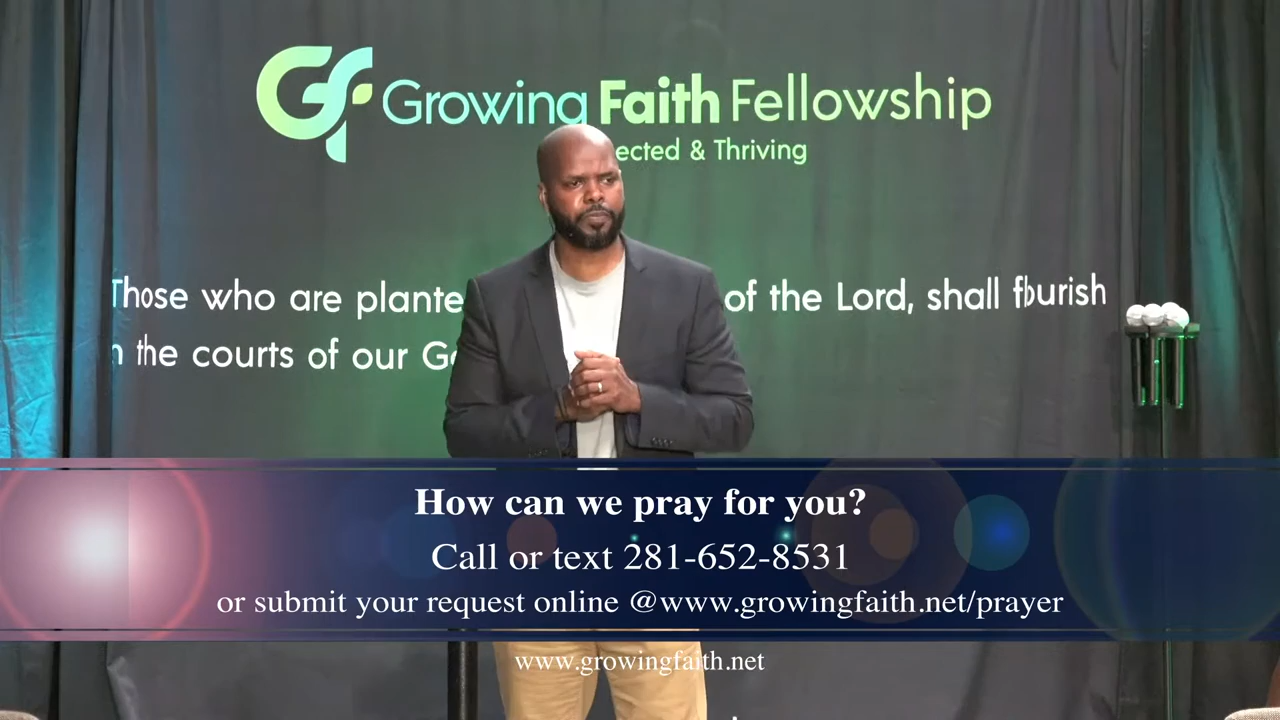 Gf Growing Faith Fellowship
ected & Thriving
Those who are plante of the Lord, shall flourish
n the courts of our Go
How can we pray for you?
Call or text 281-652-8531
or submit your request online @www.growingfaith.net/prayer
www.growingfaith.net